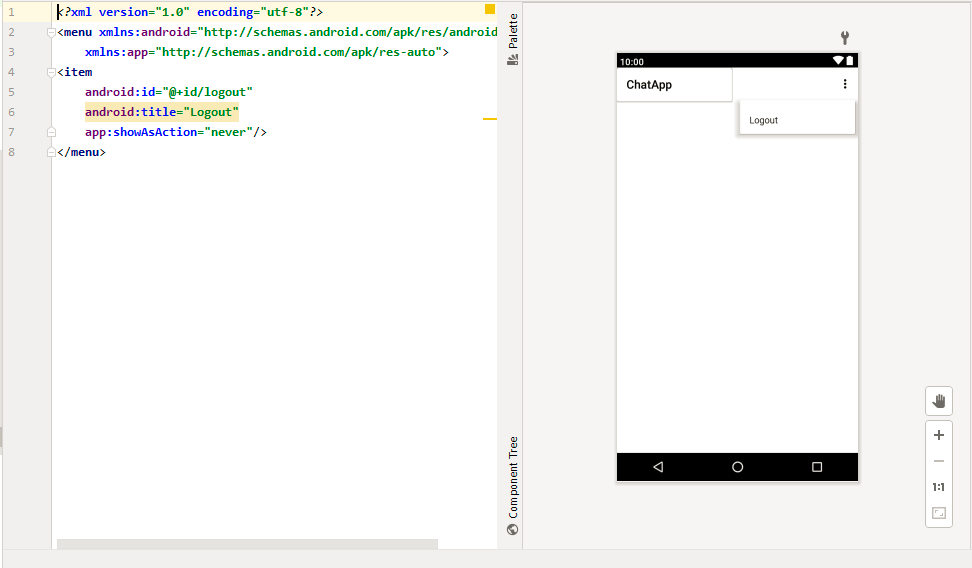 1 <?xml version="1.0" encoding="utf-8"?>
2 <menu xmlns:android="http://schemas.android.com/apk/res/android
3 xmlns:app="http://schemas.android.com/apk/res-auto">
4 <item
5 android:id="@+id/logout"
6 android:title="Logout"
7 app:showAsAction="never"/>
8 </menu>
Palette
Component Tree
10:00
ChatApp
Logout
1:1